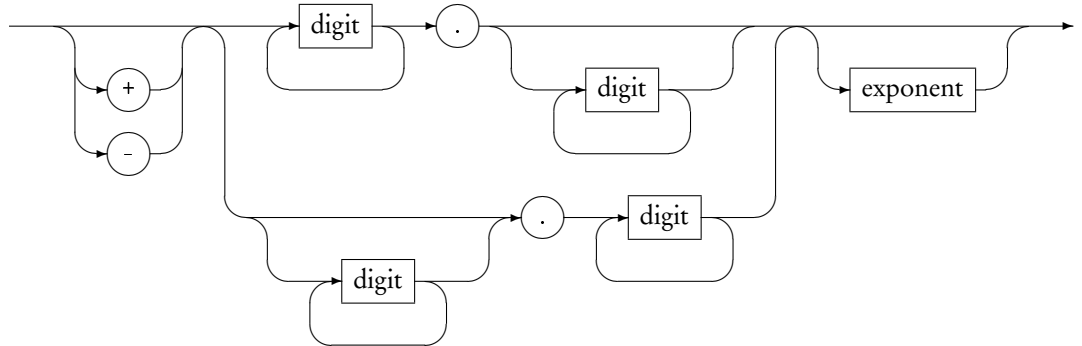 digit .
digit
+ exponent
-
. digit
digit